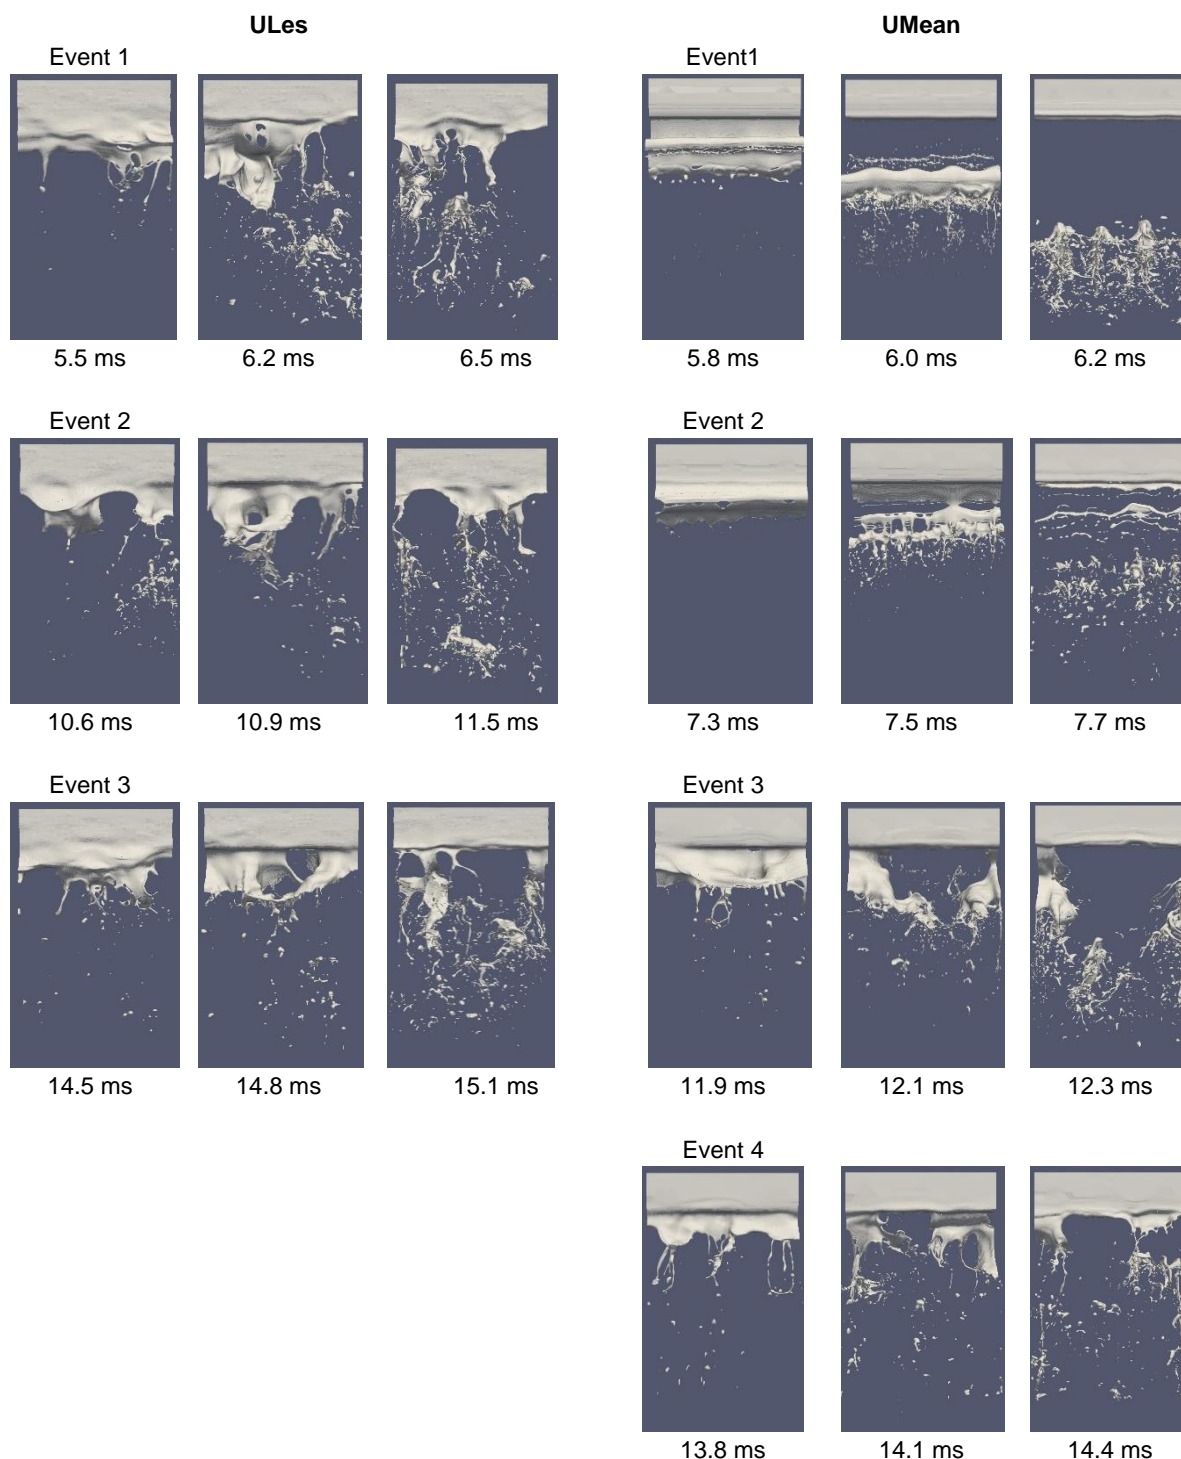 ULes
UMean
Event 1
Event1
5.5 ms
6.2 ms
6.5 ms
5.8 ms
6.0 ms
6.2 ms
Event 2
Event 2
10.6 ms
10.9 ms
11.5 ms
7.3 ms
7.5 ms
7.7 ms
Event 3
Event 3
14.5 ms
14.8 ms
15.1 ms
11.9 ms
12.1 ms
12.3 ms
Event 4
13.8 ms
14.1 ms
14.4 ms